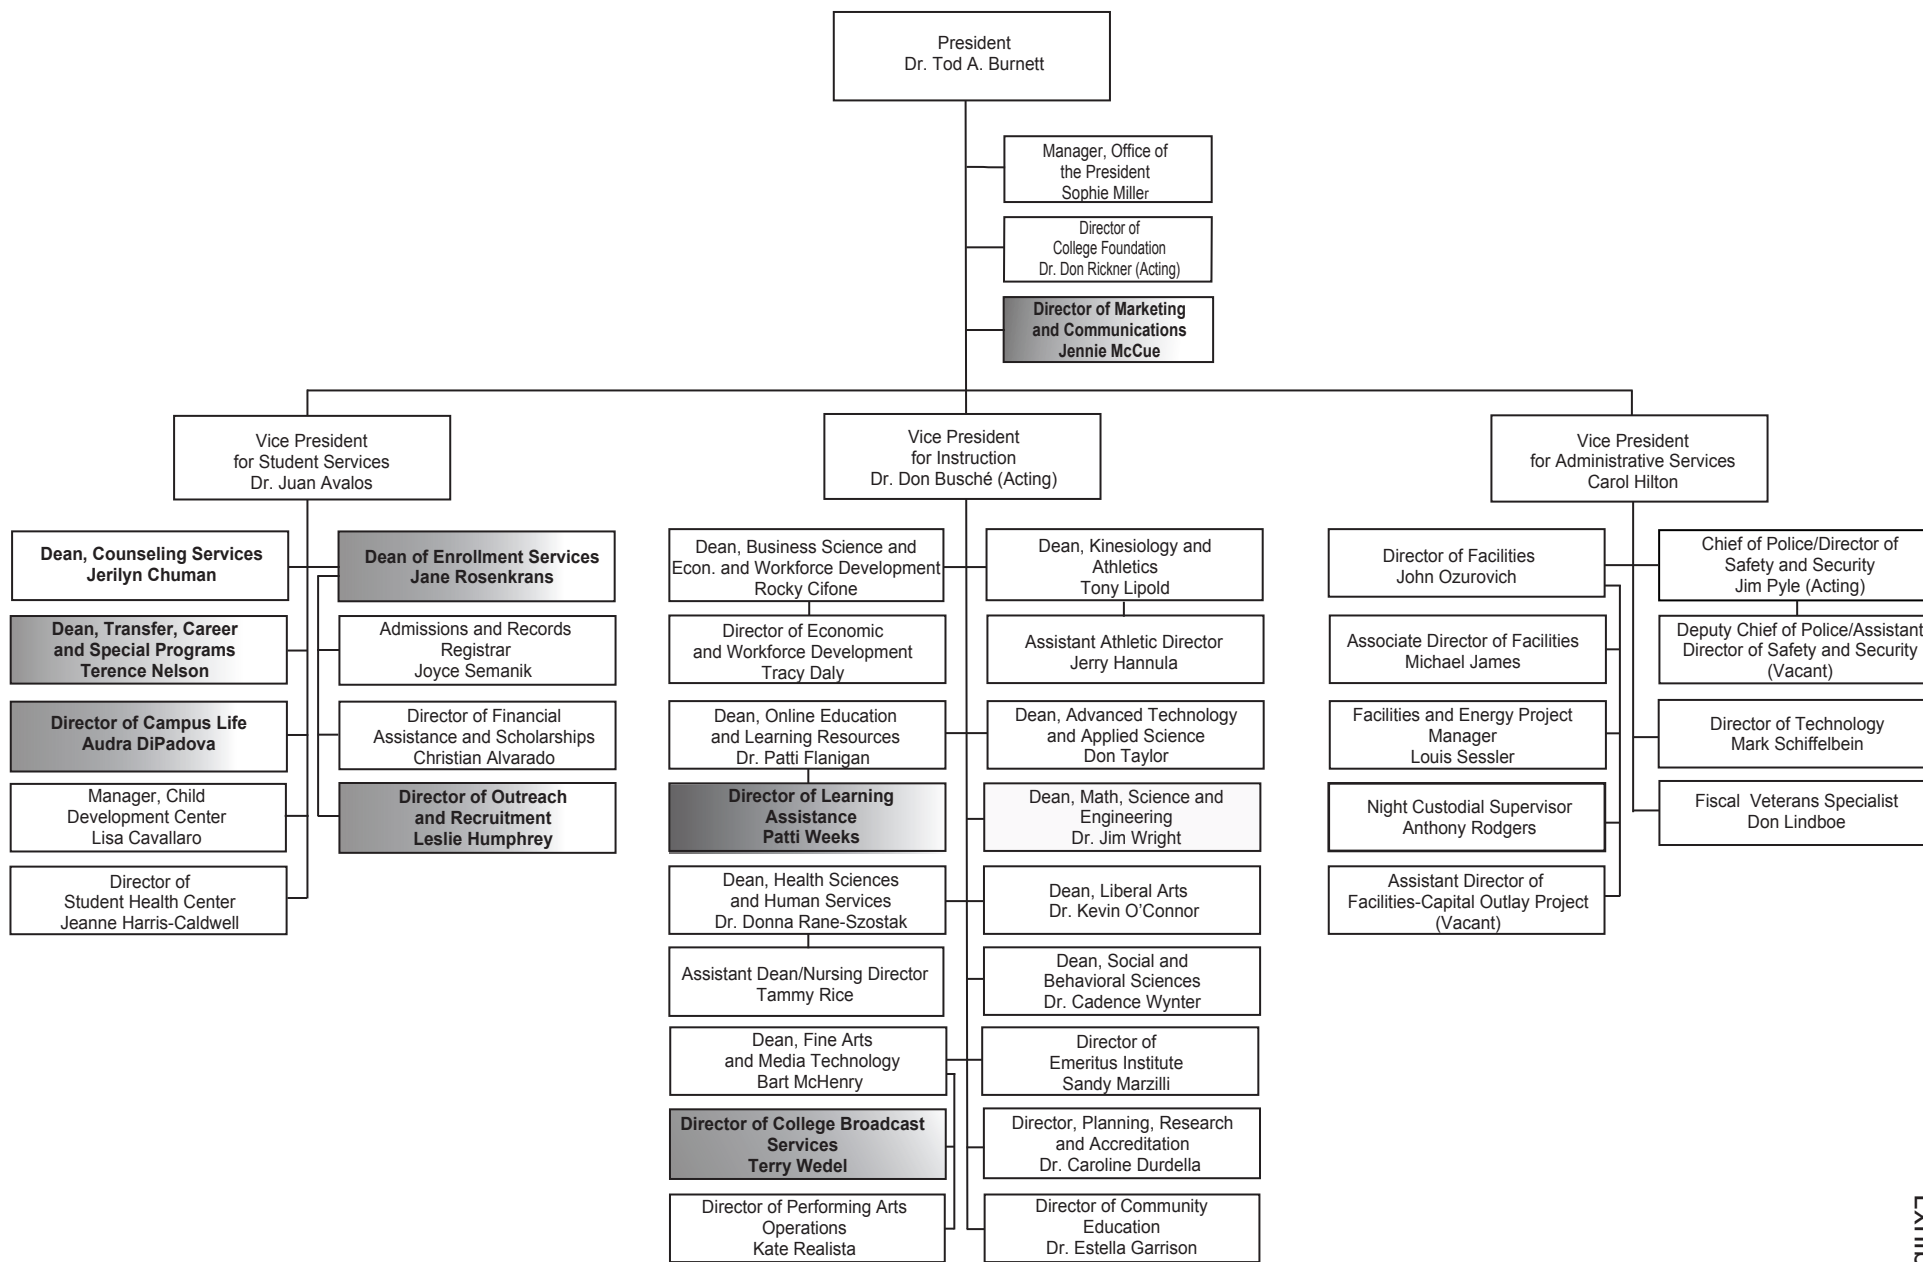 President
Dr. Tod A. Burnett
Manager, Office of
the President
Sophie Miller
Director of
College Foundation
Dr. Don Rickner (Acting)
Director of Marketing
and Communications
Jennie McCue
Vice President
for Student Services
Dr. Juan Avalos
Vice President
for Instruction
Dr. Don Busché (Acting)
Vice President
for Administrative Services
Carol Hilton
Dean, Counseling Services
Jerilyn Chuman
Dean of Enrollment Services
Jane Rosenkrans
Dean, Transfer, Career
and Special Programs
Terence Nelson
Admissions and Records
Registrar
Joyce Semanik
Director of Campus Life
Audra DiPadova
Director of Financial
Assistance and Scholarships
Christian Alvarado
Manager, Child
Development Center
Lisa Cavallaro
Director of Outreach
and Recruitment
Leslie Humphrey
Director of
Student Health Center
Jeanne Harris-Caldwell
Dean, Business Science and
Econ. and Workforce Development
Rocky Cifone
Dean, Kinesiology and
Athletics
Tony Lipold
Director of Economic
and Workforce Development
Tracy Daly
Assistant Athletic Director
Jerry Hannula
Dean, Online Education
and Learning Resources
Dr. Patti Flanigan
Dean, Advanced Technology
and Applied Science
Don Taylor
Director of Learning
Assistance
Patti Weeks
Dean, Math, Science and
Engineering
Dr. Jim Wright
Dean, Health Sciences
and Human Services
Dr. Donna Rane-Szostak
Dean, Liberal Arts
Dr. Kevin O’Connor
Assistant Dean/Nursing Director
Tammy Rice
Dean, Social and
Behavioral Sciences
Dr. Cadence Wynter
Dean, Fine Arts
and Media Technology
Bart McHenry
Director of
Emeritus Institute
Sandy Marzilli
Director of College Broadcast
Services
Terry Wedel
Director, Planning, Research
and Accreditation
Dr. Caroline Durdella
Director of Performing Arts
Operations
Kate Realista
Director of Community
Education
Dr. Estella Garrison
Director of Facilities
John Ozurovich
Chief of Police/Director of
Safety and Security
Jim Pyle (Acting)
Associate Director of Facilities
Michael James
Deputy Chief of Police/Assistant
Director of Safety and Security
(Vacant)
Facilities and Energy Project
Manager
Louis Sessler
Director of Technology
Mark Schiffelbein
Night Custodial Supervisor
Anthony Rodgers
Fiscal Veterans Specialist
Don Lindboe
Assistant Director of
Facilities-Capital Outlay Project
(Vacant)